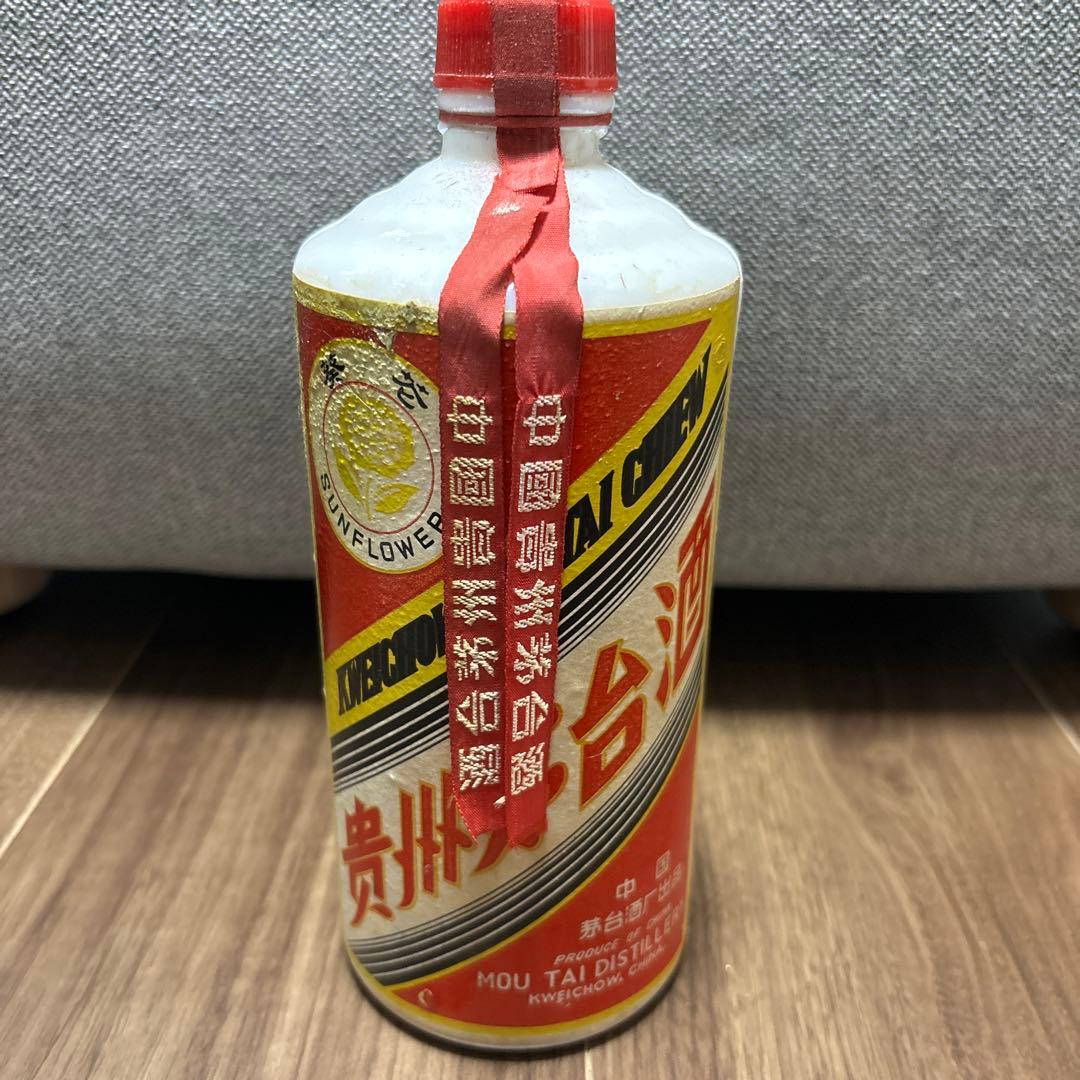 葵花
SUNFLOWER
KWEICHO TAI CHIEW
中國貴州茅台酒
中國貴州茅台酒
贵州茅台酒
中国
茅台酒厂出品
PRODUCE OF CHINA
MOU TAI DISTILLERY
KWEICHOW, CHINA.